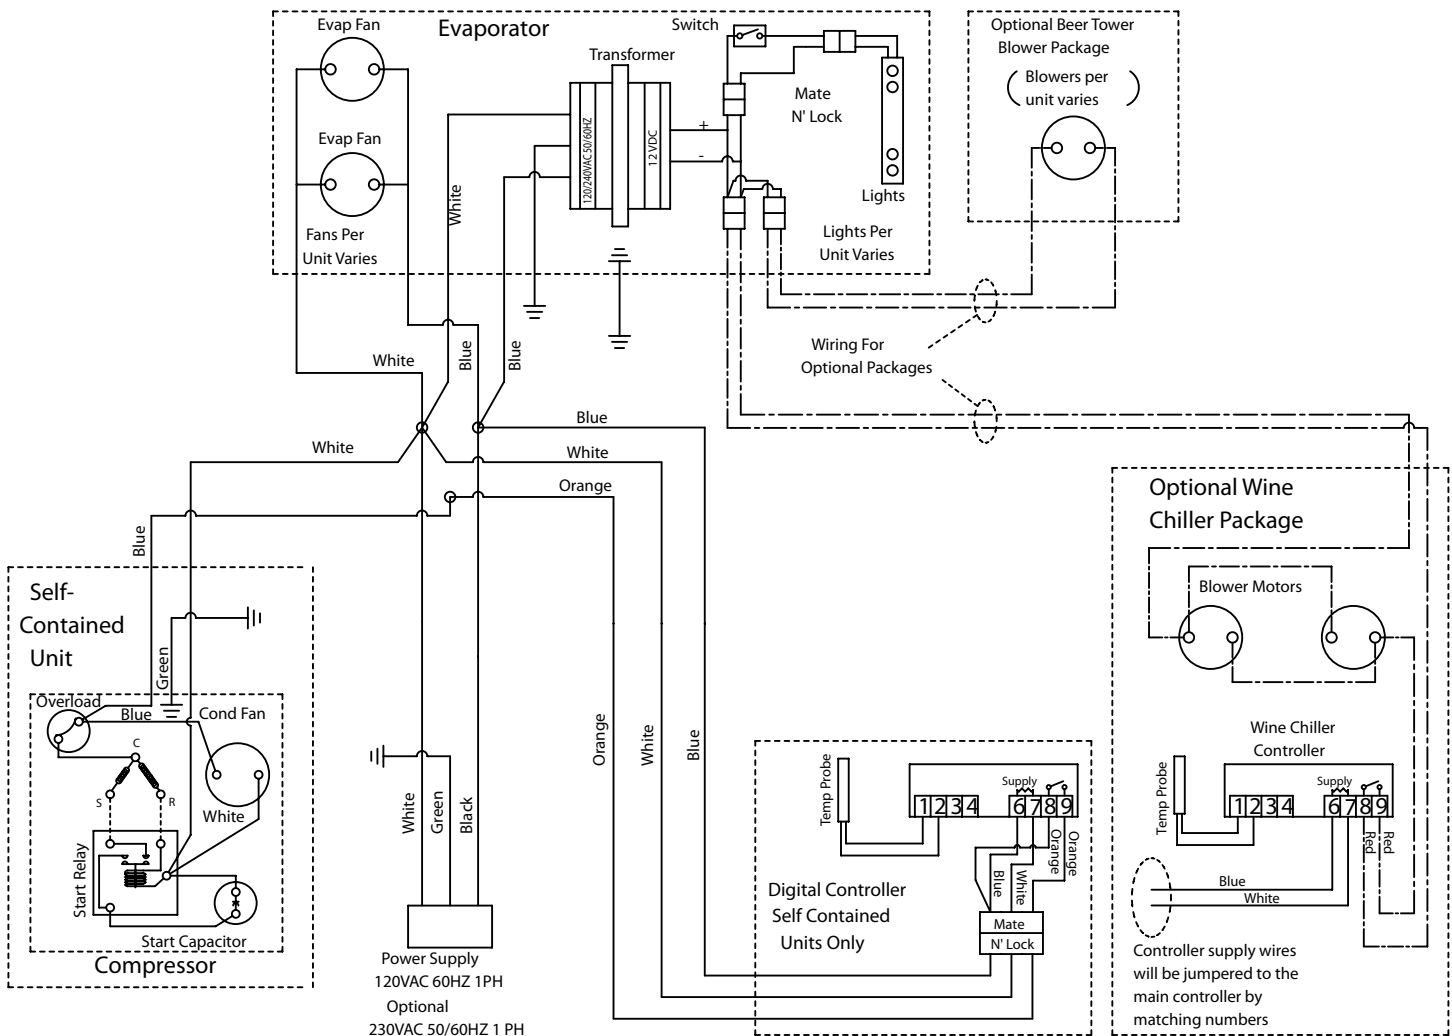 Evaporator
Evap Fan
Evap Fan
Fans Per
Unit Varies
Transformer
120/240VAC 50/60HZ
12 VDC
+
-
Switch
Mate
N' Lock
Lights
Lights Per
Unit Varies
Optional Beer Tower
Blower Package
( Blowers per
unit varies )
White
White
Blue
Blue
Wiring For
Optional Packages
Blue
White
White
Orange
Blue
Self-
Contained
Unit
Green
Overload
Blue
Cond Fan
C
S
R
White
Start Relay
Start Capacitor
Compressor
White
Green
Black
Power Supply
120VAC 60HZ 1PH
Optional
230VAC 50/60HZ 1 PH
Orange
White
Blue
Temp Probe
Supply
1 2 3 4 6 7 8 9
Blue
White
Orange
Orange
Digital Controller
Self Contained
Units Only
Mate
N' Lock
Optional Wine
Chiller Package
Blower Motors
Wine Chiller
Controller
Temp Probe
Supply
1 2 3 4 6 7 8 9
Red
Red
Blue
White
Controller supply wires
will be jumpered to the
main controller by
matching numbers